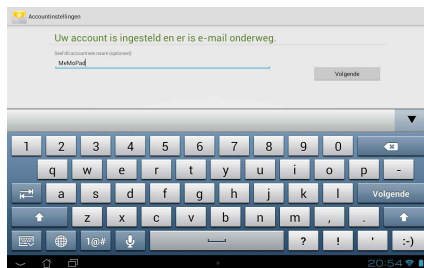 Accountinstellingen
Uw account is ingesteld en er is e-mail onderweg.
Geef dit account een naam (optioneel)
MeMoPad
Volgende
1 2 3 4 5 6 7 8 9 0
q w e r t y u i o p -
a s d f g h j k l Volgende
z x c v b n m , .
1@# ? ! ' :-)
20:54